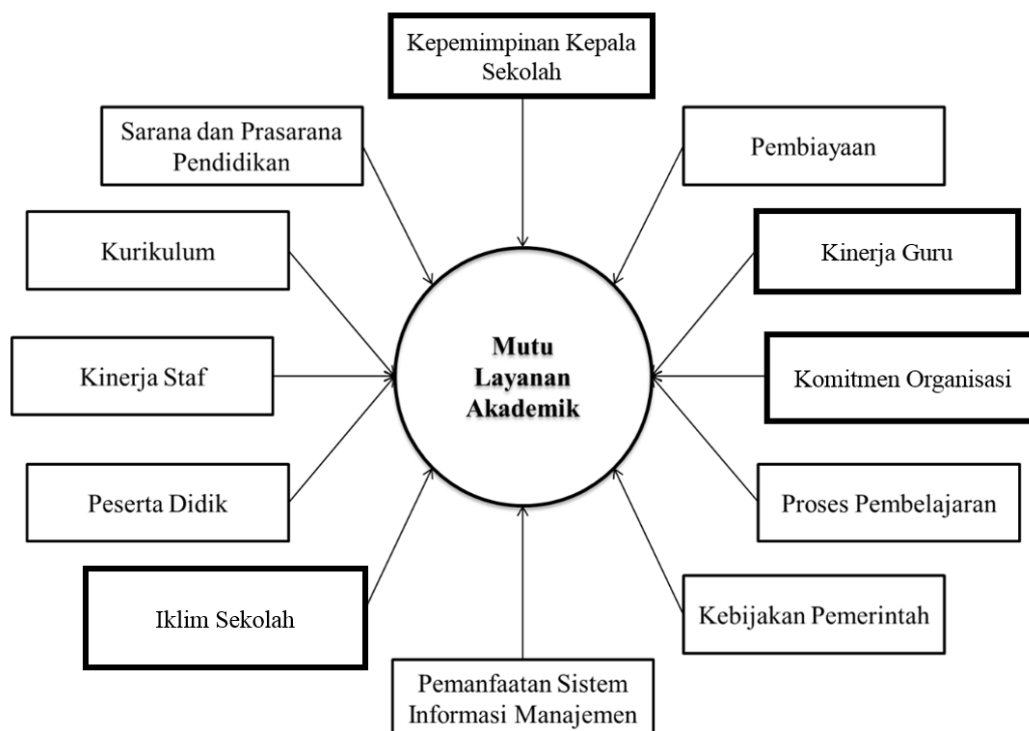 Kepemimpinan Kepala
Sekolah
Sarana dan Prasarana
Pendidikan
Pembiayaan
Kurikulum
Kinerja Guru
Mutu
Layanan
Akademik
Kinerja Staf
Komitmen Organisasi
Peserta Didik
Proses Pembelajaran
Iklim Sekolah
Kebijakan Pemerintah
Pemanfaatan Sistem
Informasi Manajemen